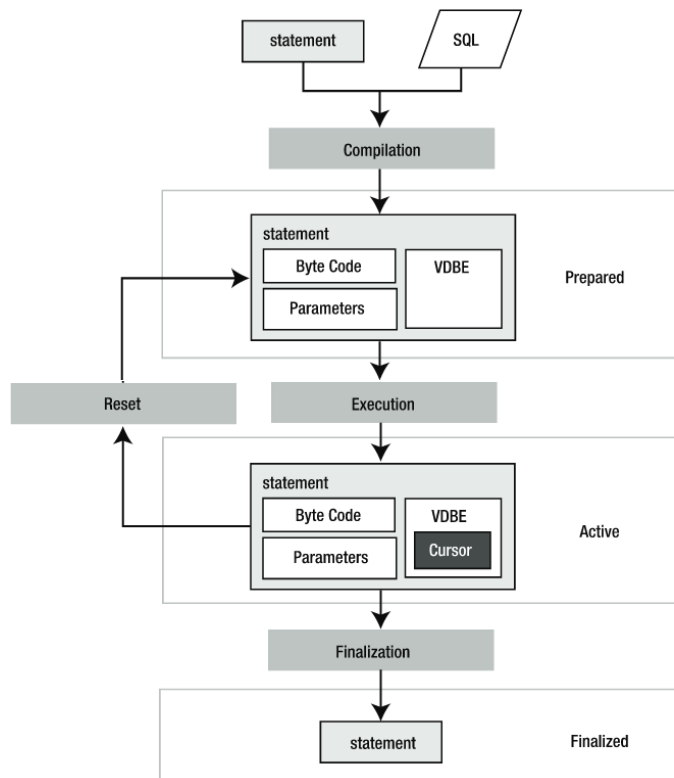 statement
SQL
Compilation
statement
Byte Code
VDBE
Parameters
Prepared
Reset
Execution
statement
Byte Code
VDBE
Cursor
Parameters
Active
Finalization
statement
Finalized